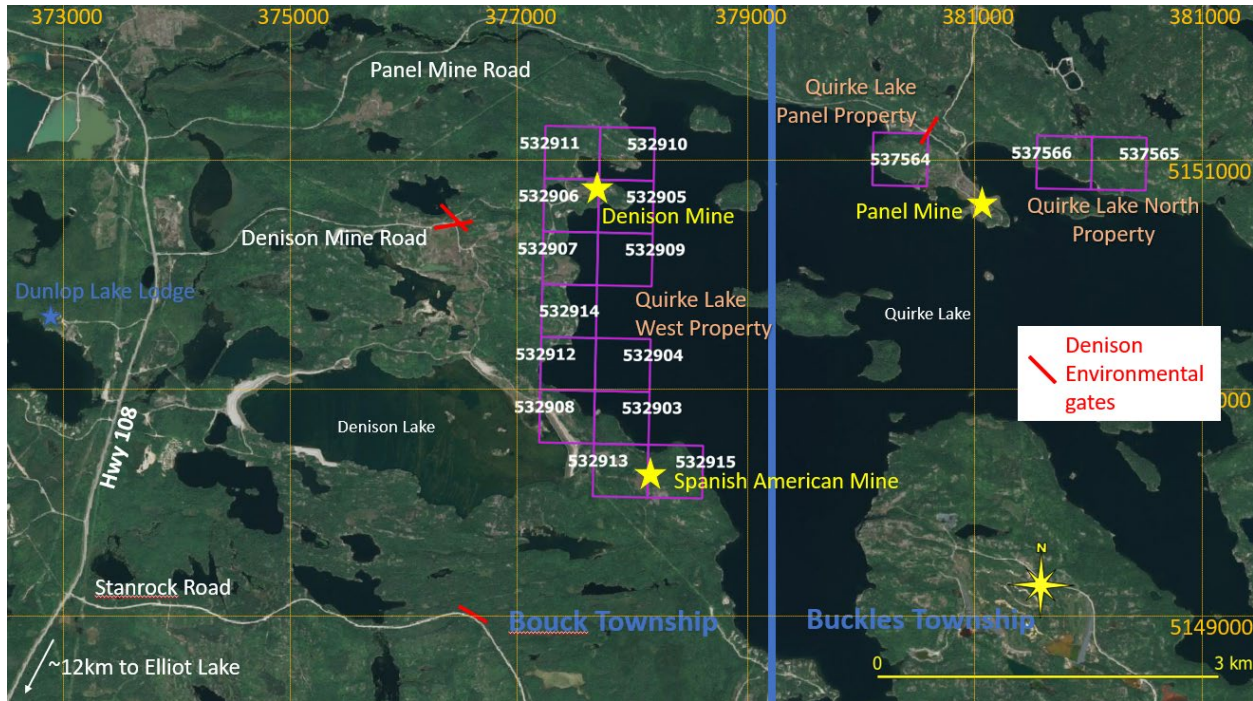 373000
375000
377000
379000
381000
381000
Panel Mine Road
Quirke Lake
Panel Property
532911
532910
537564
537566
537565
5151000
532906
532905
Denison Mine
Panel Mine
Quirke Lake North
Property
Denison Mine Road
532907
532909
Dunlop Lake Lodge
532914
Quirke Lake
West Property
Quirke Lake
532912
532904
Denison
Environmental
gates
000
532908
532903
Hwy 108
Denison Lake
532913
532915
Spanish American Mine
N
Stanrock Road
Bouck Township
Buckles Township
5149000
~12km to Elliot Lake
0
3 km